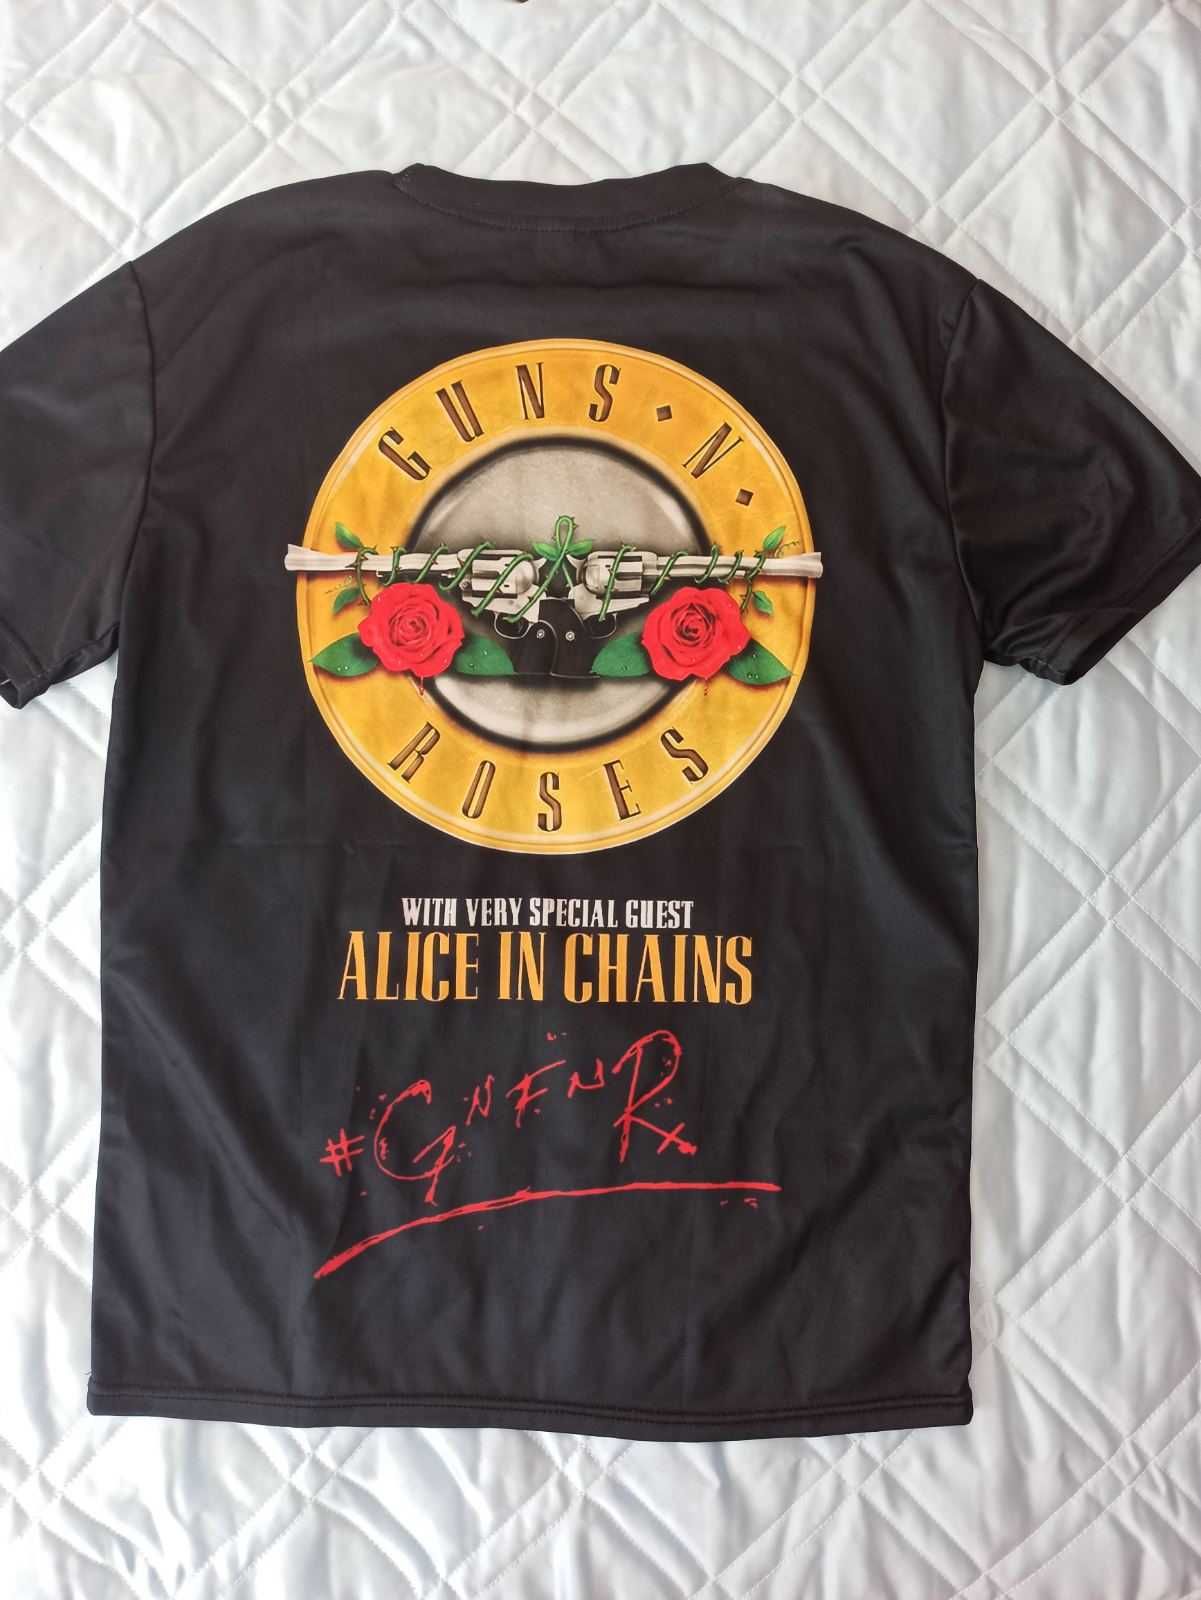 GUNS • N •
ROSES
WITH VERY SPECIAL GUEST
ALICE IN CHAINS
#GNFNR